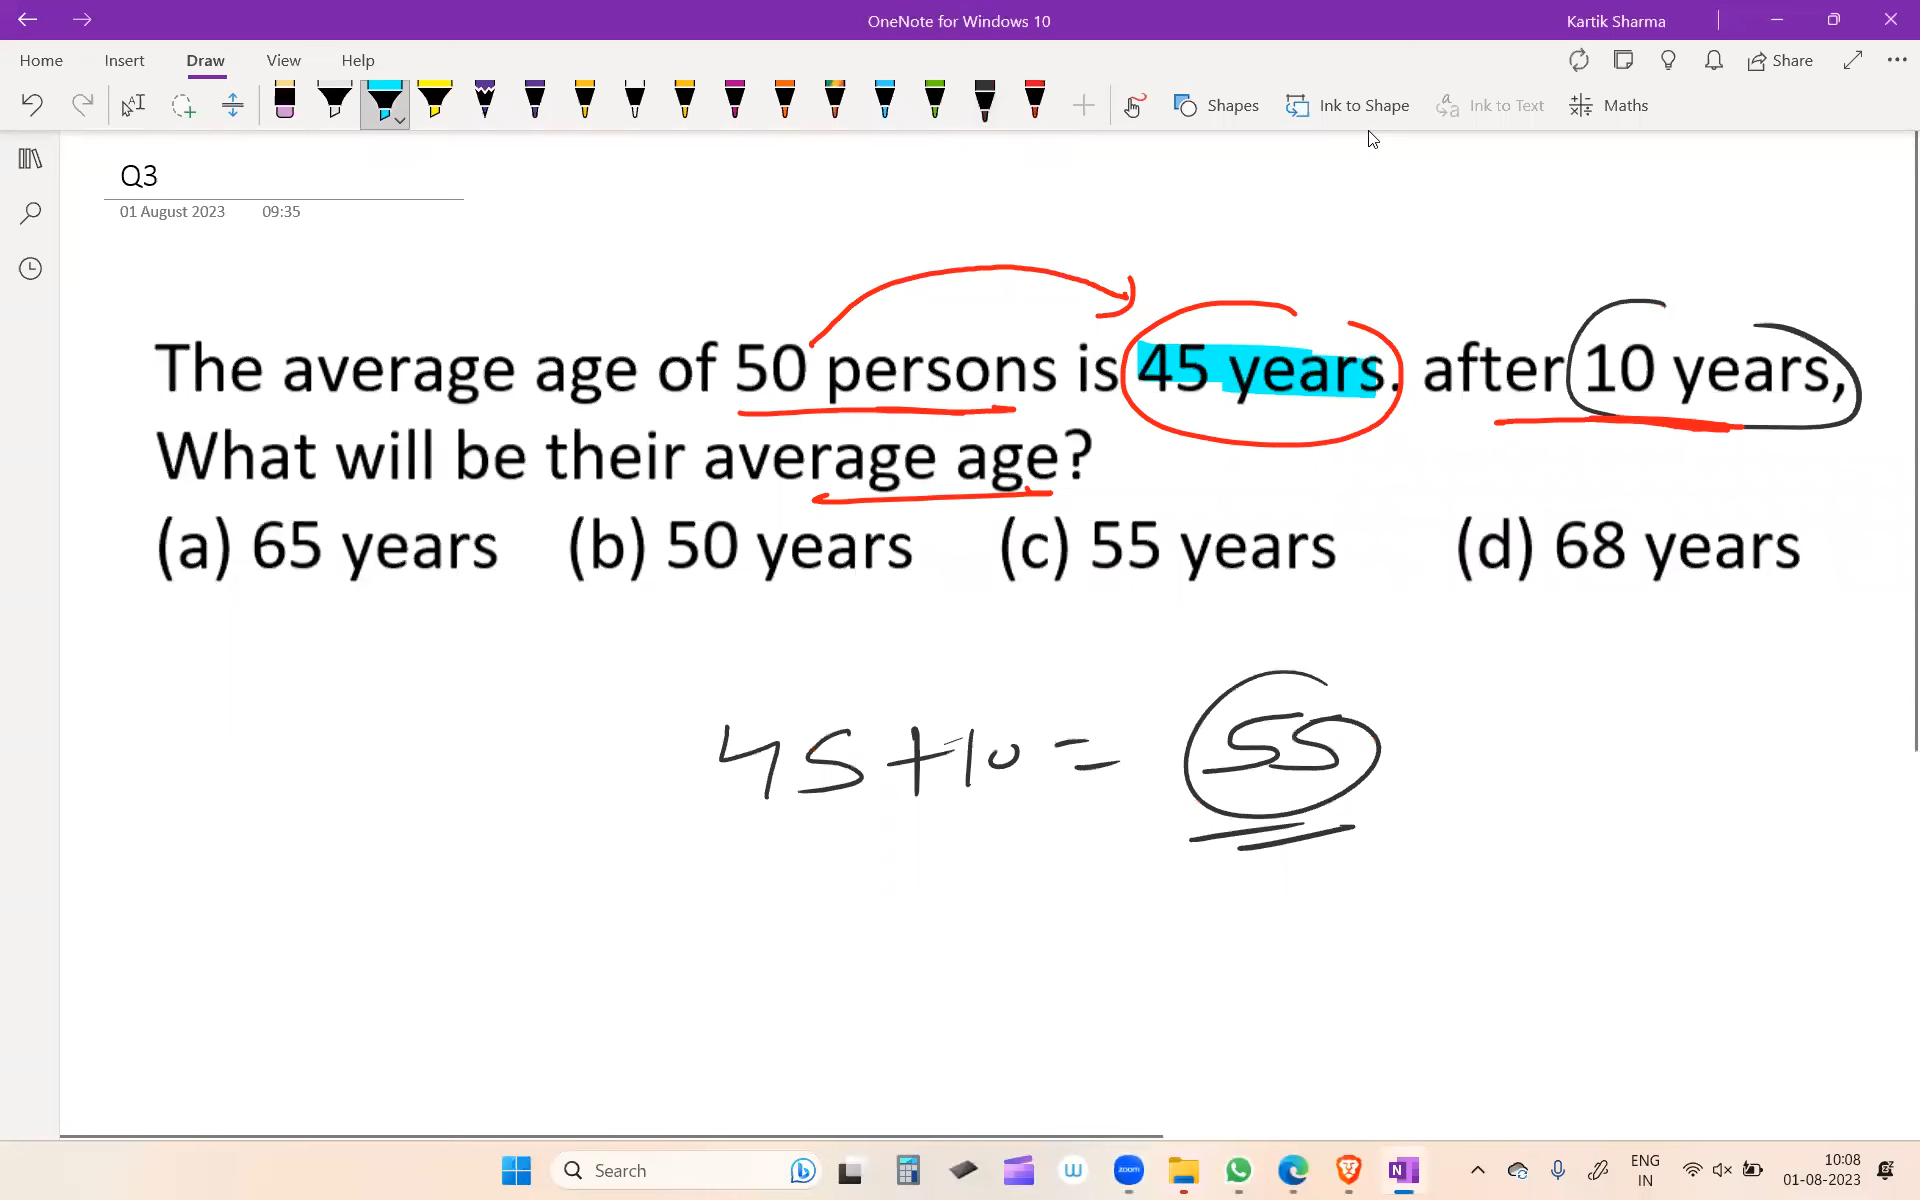 OneNote for Windows 10
Kartik Sharma
Home Insert Draw View Help
Share
Shapes Ink to Shape Ink to Text Maths
Q3
01 August 2023 09:35
The average age of 50 persons is 45 years. after 10 years,
What will be their average age?
(a) 65 years (b) 50 years (c) 55 years (d) 68 years
45 + 10 = 55
Search
zoom
W
N
ENG
IN
10:08
01-08-2023